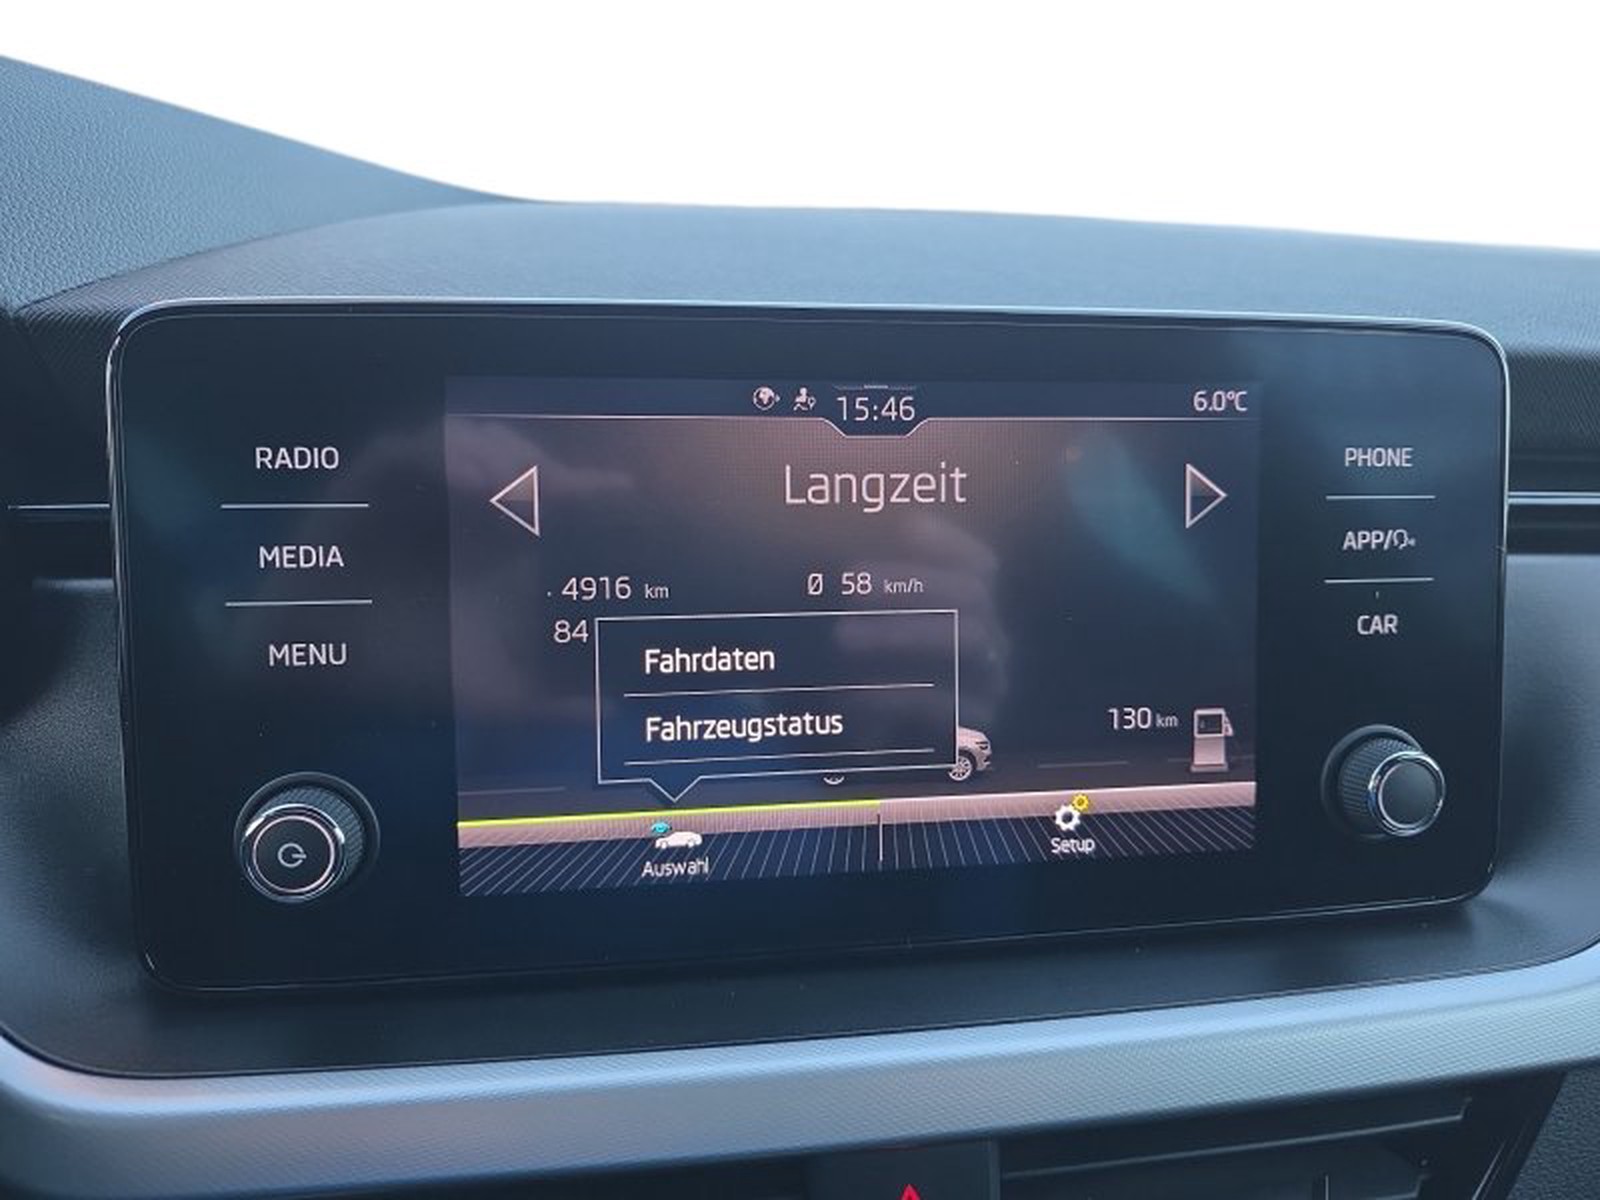 15:46
6.0°C
RADIO
MEDIA
MENU
Langzeit
4916 km
Ø 58 km/h
84
Fahrdaten
Fahrzeugstatus
130 km
Auswahl
Setup
PHONE
APP/
CAR